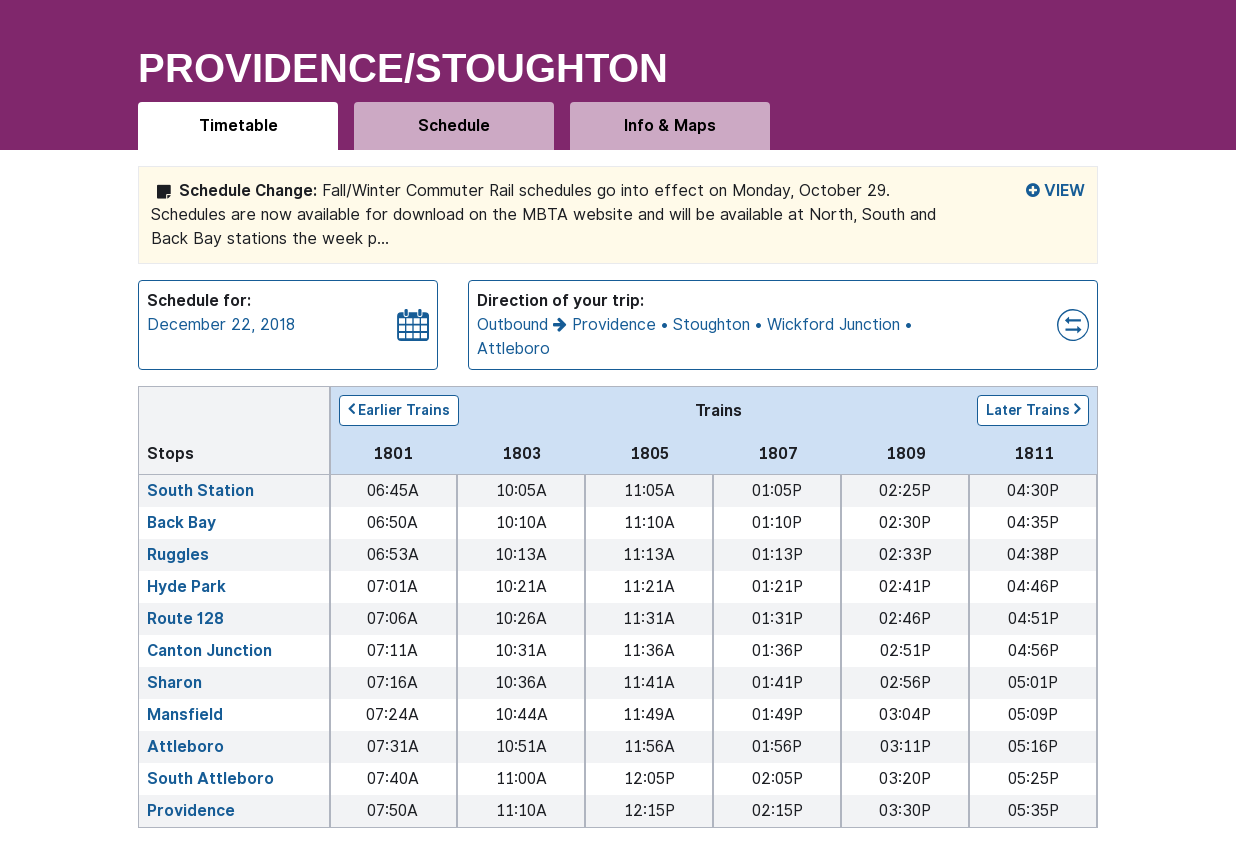 PROVIDENCE/STOUGHTON
Timetable Schedule Info & Maps
Schedule Change: Fall/Winter Commuter Rail schedules go into effect on Monday, October 29.
Schedules are now available for download on the MBTA website and will be available at North, South and
Back Bay stations the week p...
VIEW
Schedule for:
December 22, 2018
Direction of your trip:
Outbound → Providence • Stoughton • Wickford Junction •
Attleboro
Earlier Trains Trains Later Trains
Stops 1801 1803 1805 1807 1809 1811
South Station 06:45A 10:05A 11:05A 01:05P 02:25P 04:30P
Back Bay 06:50A 10:10A 11:10A 01:10P 02:30P 04:35P
Ruggles 06:53A 10:13A 11:13A 01:13P 02:33P 04:38P
Hyde Park 07:01A 10:21A 11:21A 01:21P 02:41P 04:46P
Route 128 07:06A 10:26A 11:31A 01:31P 02:46P 04:51P
Canton Junction 07:11A 10:31A 11:36A 01:36P 02:51P 04:56P
Sharon 07:16A 10:36A 11:41A 01:41P 02:56P 05:01P
Mansfield 07:24A 10:44A 11:49A 01:49P 03:04P 05:09P
Attleboro 07:31A 10:51A 11:56A 01:56P 03:11P 05:16P
South Attleboro 07:40A 11:00A 12:05P 02:05P 03:20P 05:25P
Providence 07:50A 11:10A 12:15P 02:15P 03:30P 05:35P